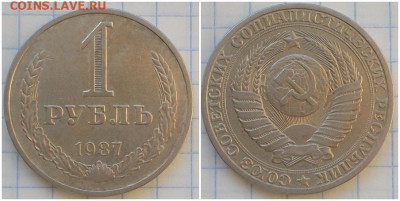 COINS.LAVE.RU
1
РУБЛЬ
1987
СОЮЗ СОВЕТСКИХ СОЦИАЛИСТИЧЕСКИХ РЕСПУБЛИК